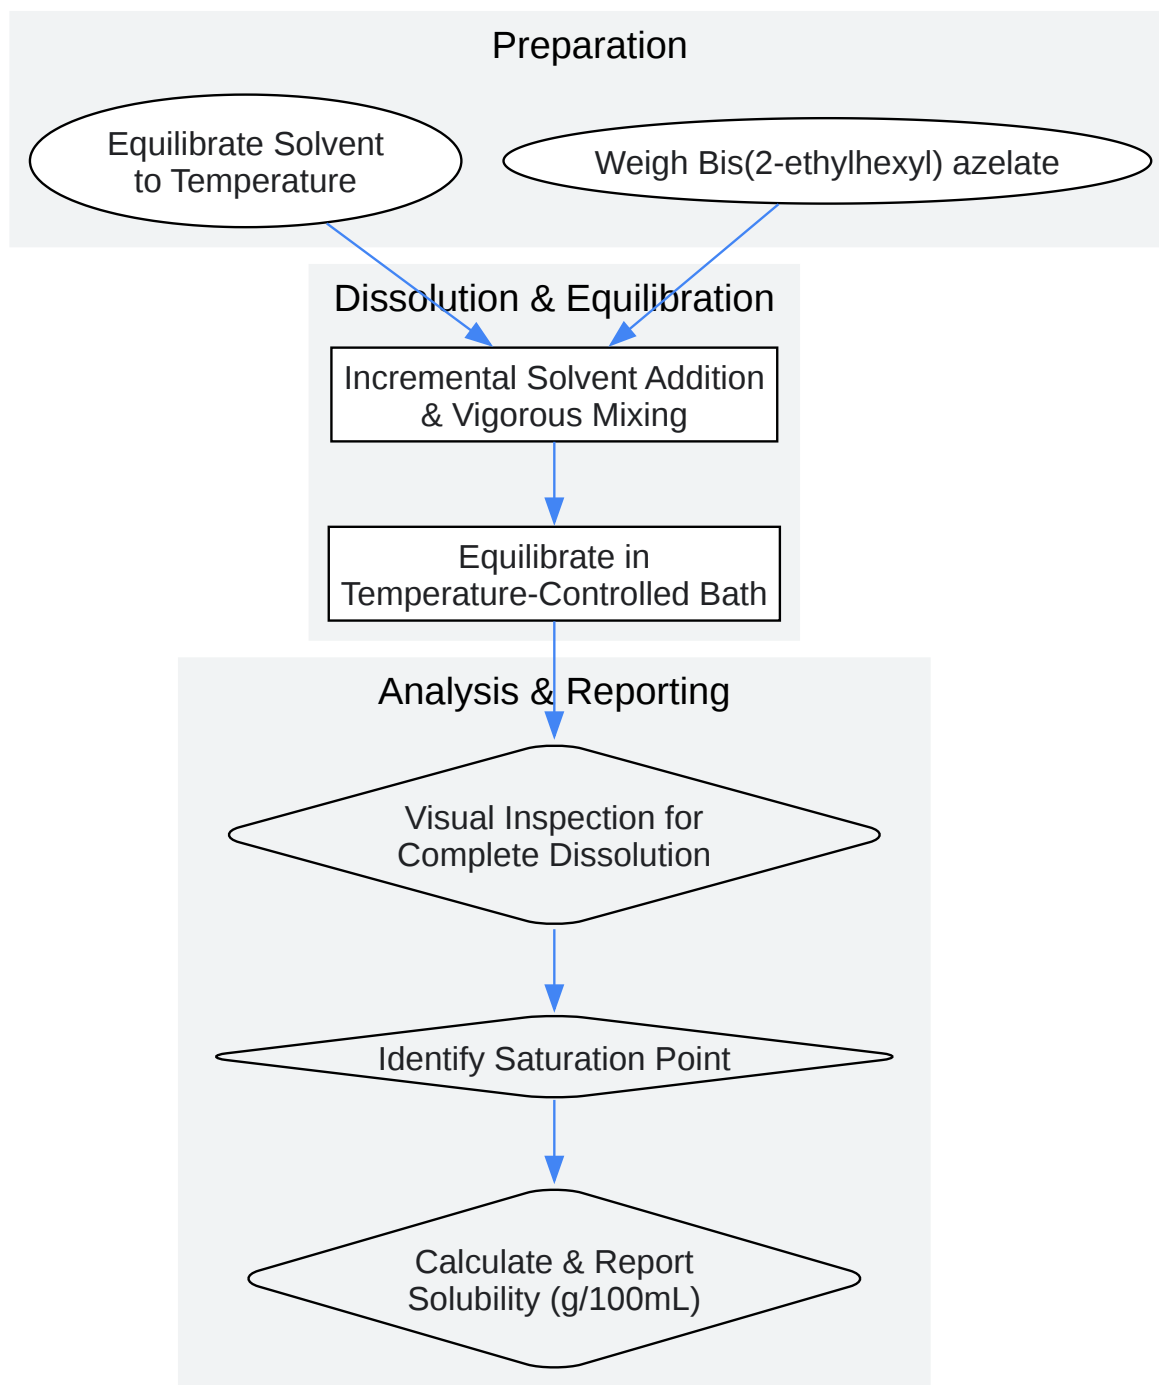 Preparation
Equilibrate Solvent
to Temperature
Weigh Bis(2-ethylhexyl) azelate
Dissolution & Equilibration
Incremental Solvent Addition
& Vigorous Mixing
Equilibrate in
Temperature-Controlled Bath
Analysis & Reporting
Visual Inspection for
Complete Dissolution
Identify Saturation Point
Calculate & Report
Solubility (g/100mL)